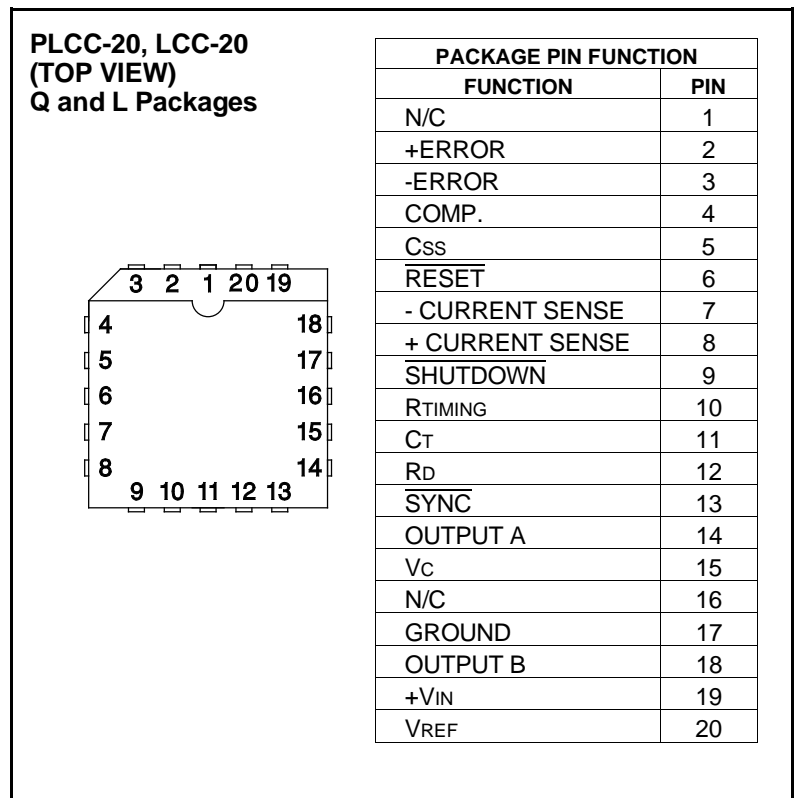 PLCC-20, LCC-20
(TOP VIEW)
Q and L Packages
3 2 1 20 19
4 18
5 17
6 16
7 15
8 14
9 10 11 12 13
PACKAGE PIN FUNCTION
FUNCTION PIN
N/C 1
+ERROR 2
-ERROR 3
COMP. 4
CSS 5
RESET 6
- CURRENT SENSE 7
+ CURRENT SENSE 8
SHUTDOWN 9
RTIMING 10
CT 11
RD 12
SYNC 13
OUTPUT A 14
VC 15
N/C 16
GROUND 17
OUTPUT B 18
+VIN 19
VREF 20